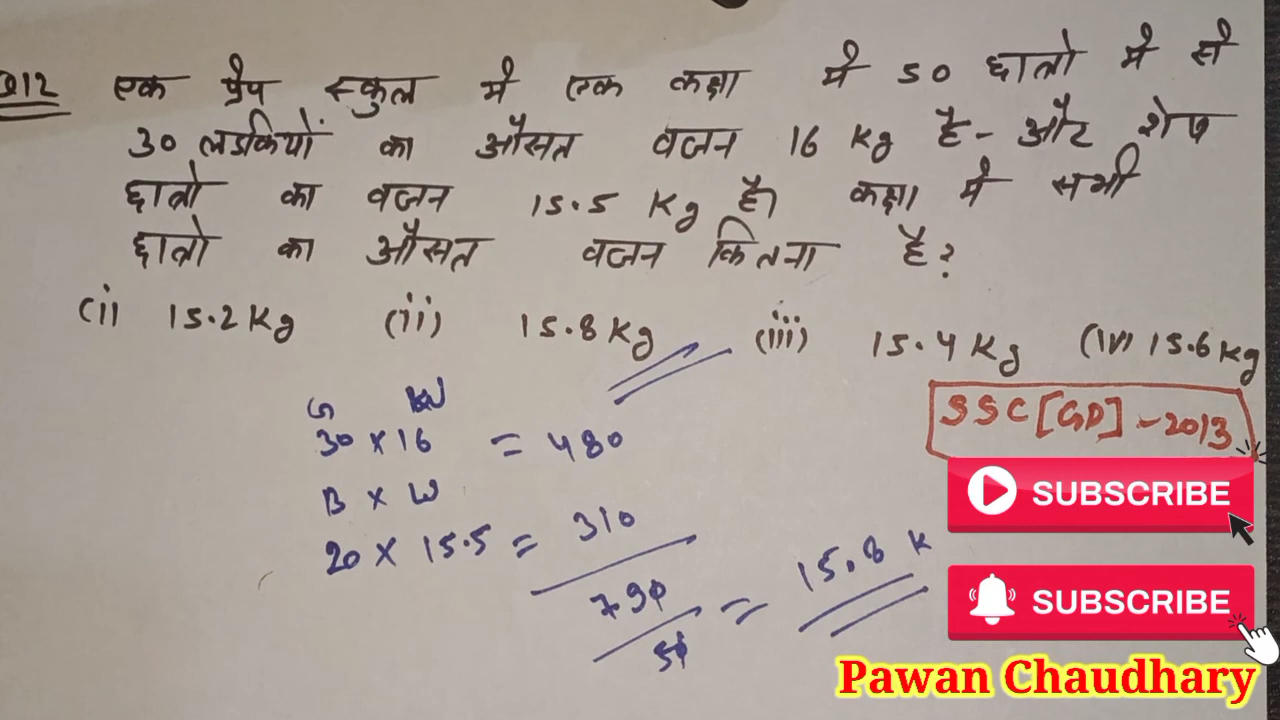 Q12 एक प्रेप स्कुल में एक कक्षा में 50 छात्रो में से
30 लडकियों का औसत वजन 16 Kg है - और शेष
छात्रो का वजन 15.5 Kg है। कक्षा में सभी
छात्रो का औसत वजन कितना है?
(i) 15.2 Kg (ii) 15.8 Kg (iii) 15.4 Kg (iv) 15.6 Kg
SSC [GD] - 2013
G W
30 × 16 = 480
B × W
20 × 15.5 = 310
790
50
= 15.8 K
SUBSCRIBE
SUBSCRIBE
Pawan Chaudhary